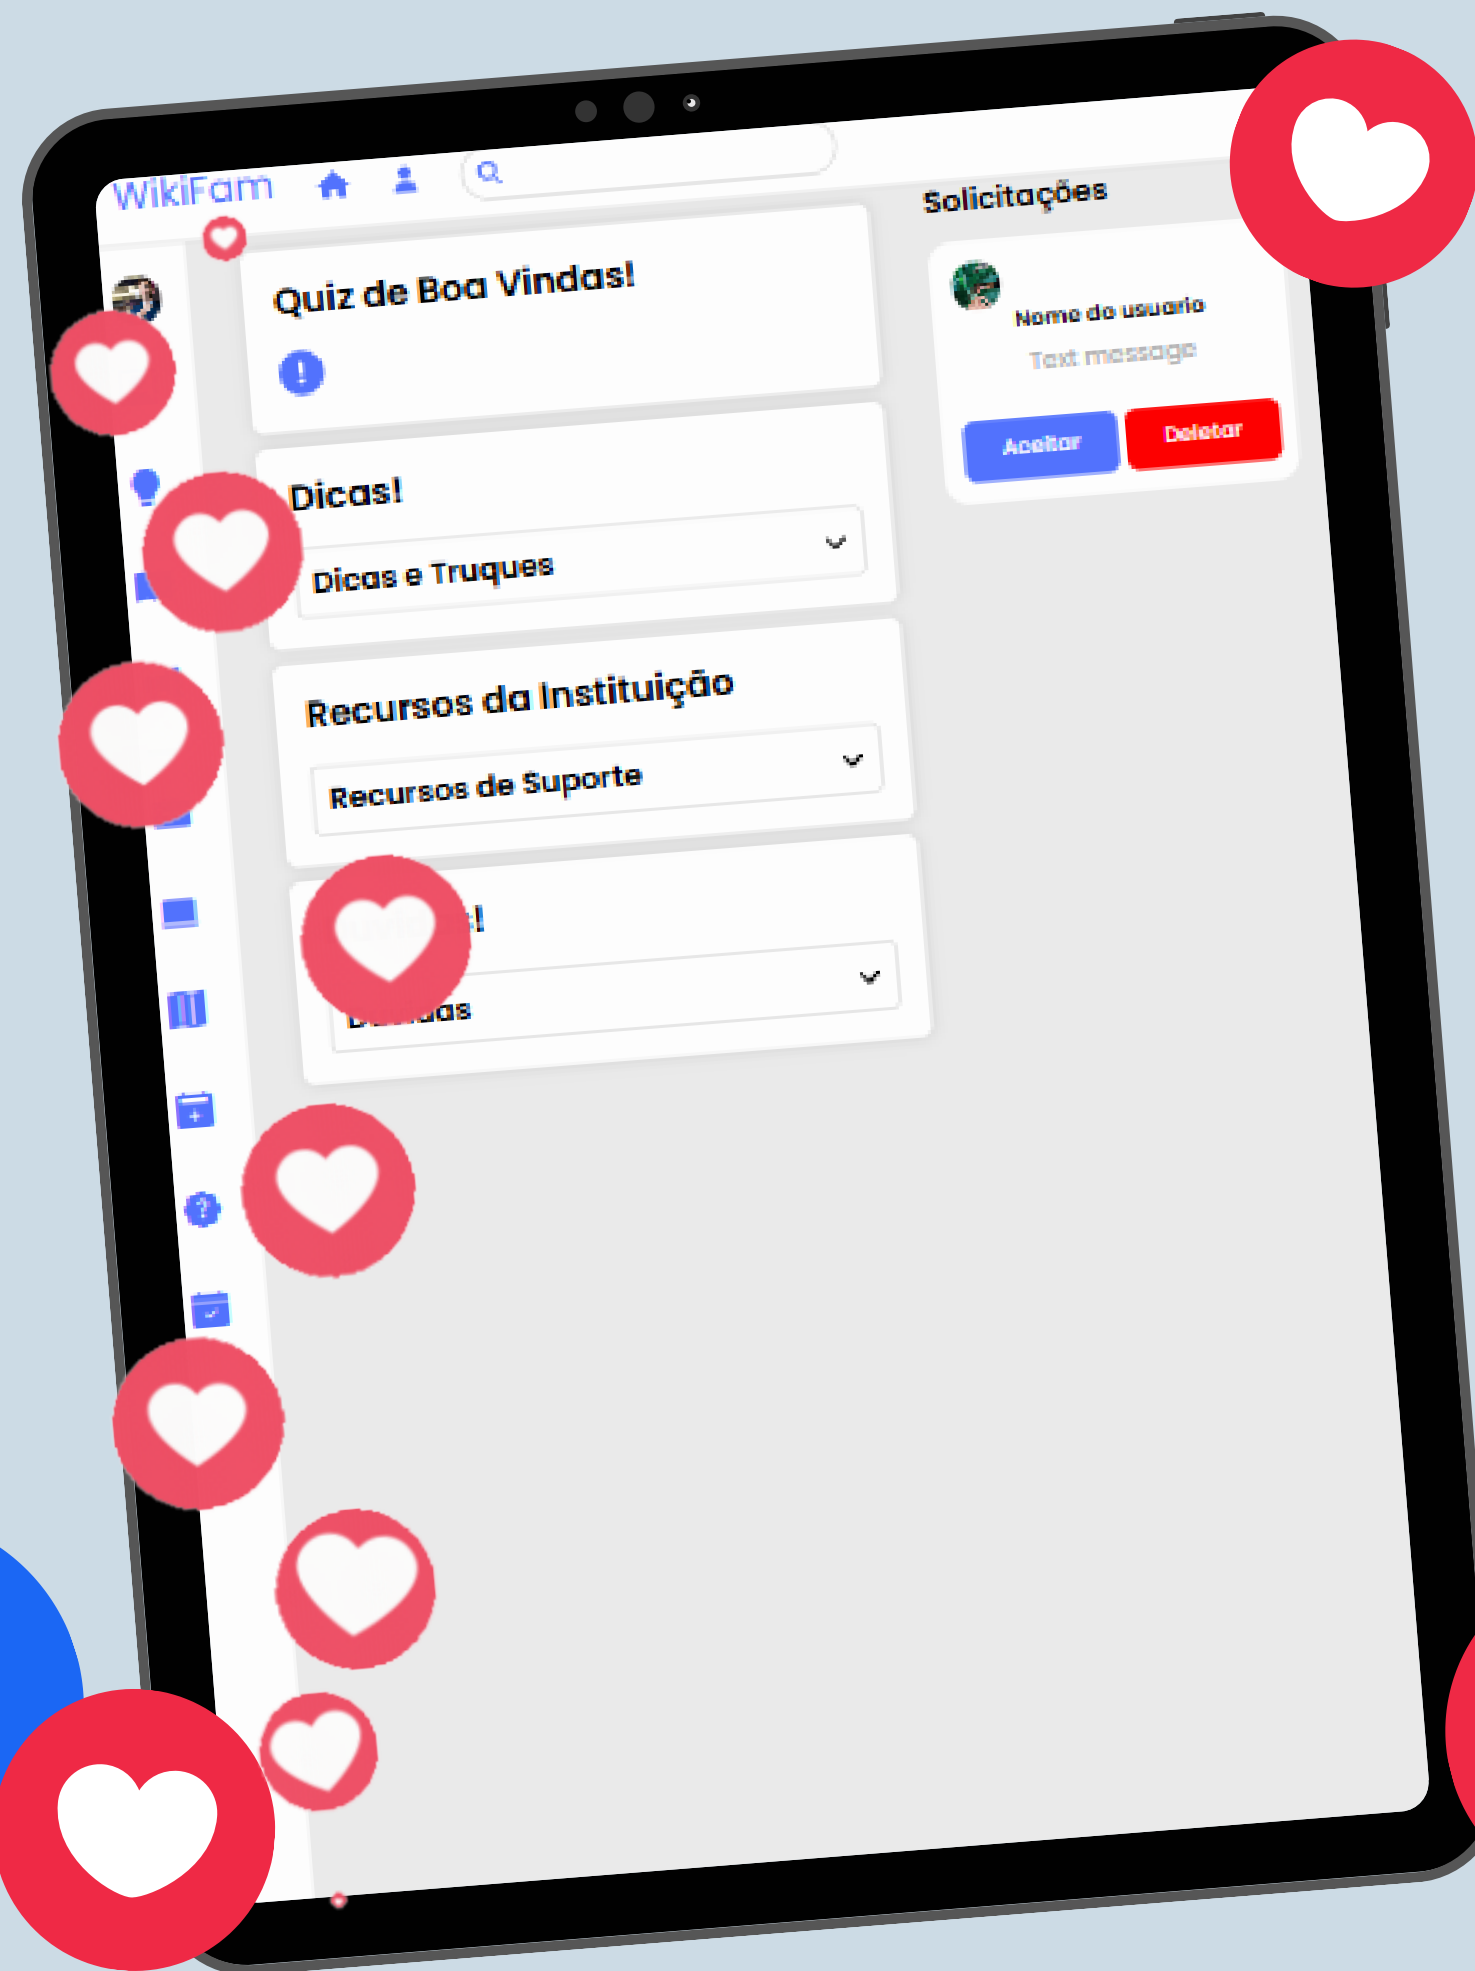 WikiFam
Solicitações
Quiz de Boa Vindas!
Nome do usuario
Text message
Aceitar
Deletar
Dicas!
Dicas e Truques
Recursos da Instituição
Recursos de Suporte